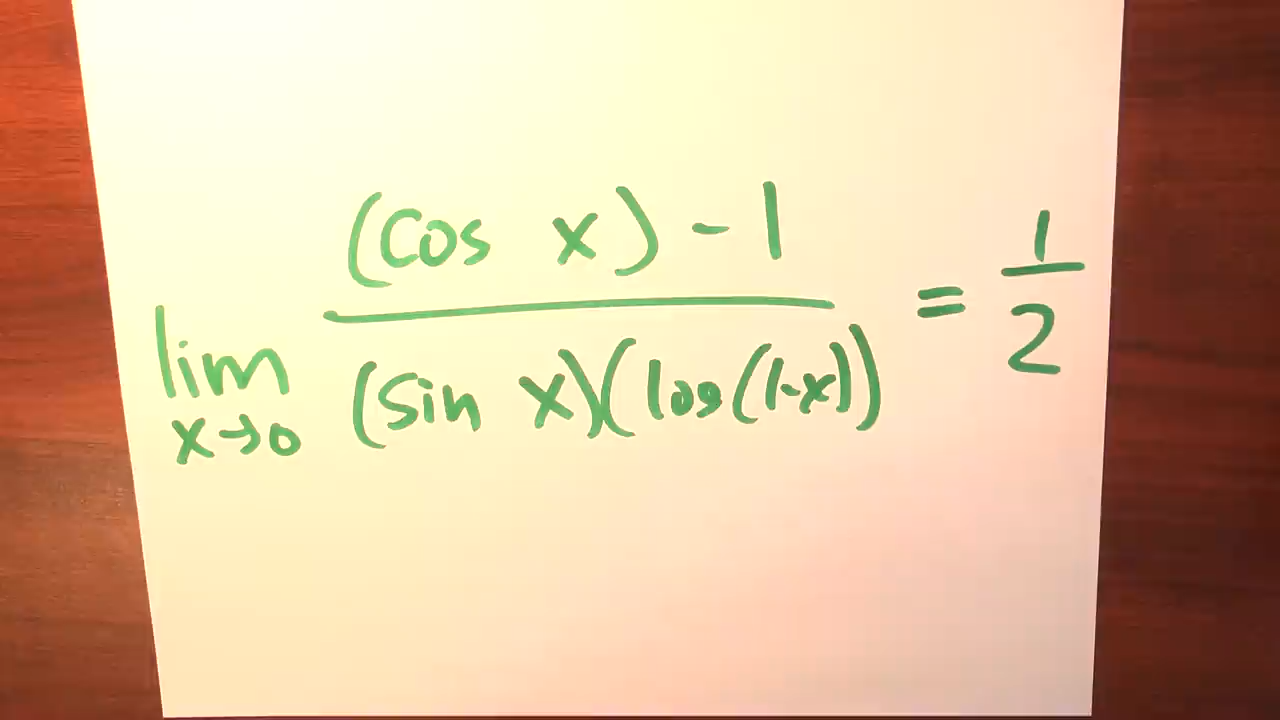 lim x→0 ((cos x) - 1) / ((sin x)(log(1-x))) = 1/2